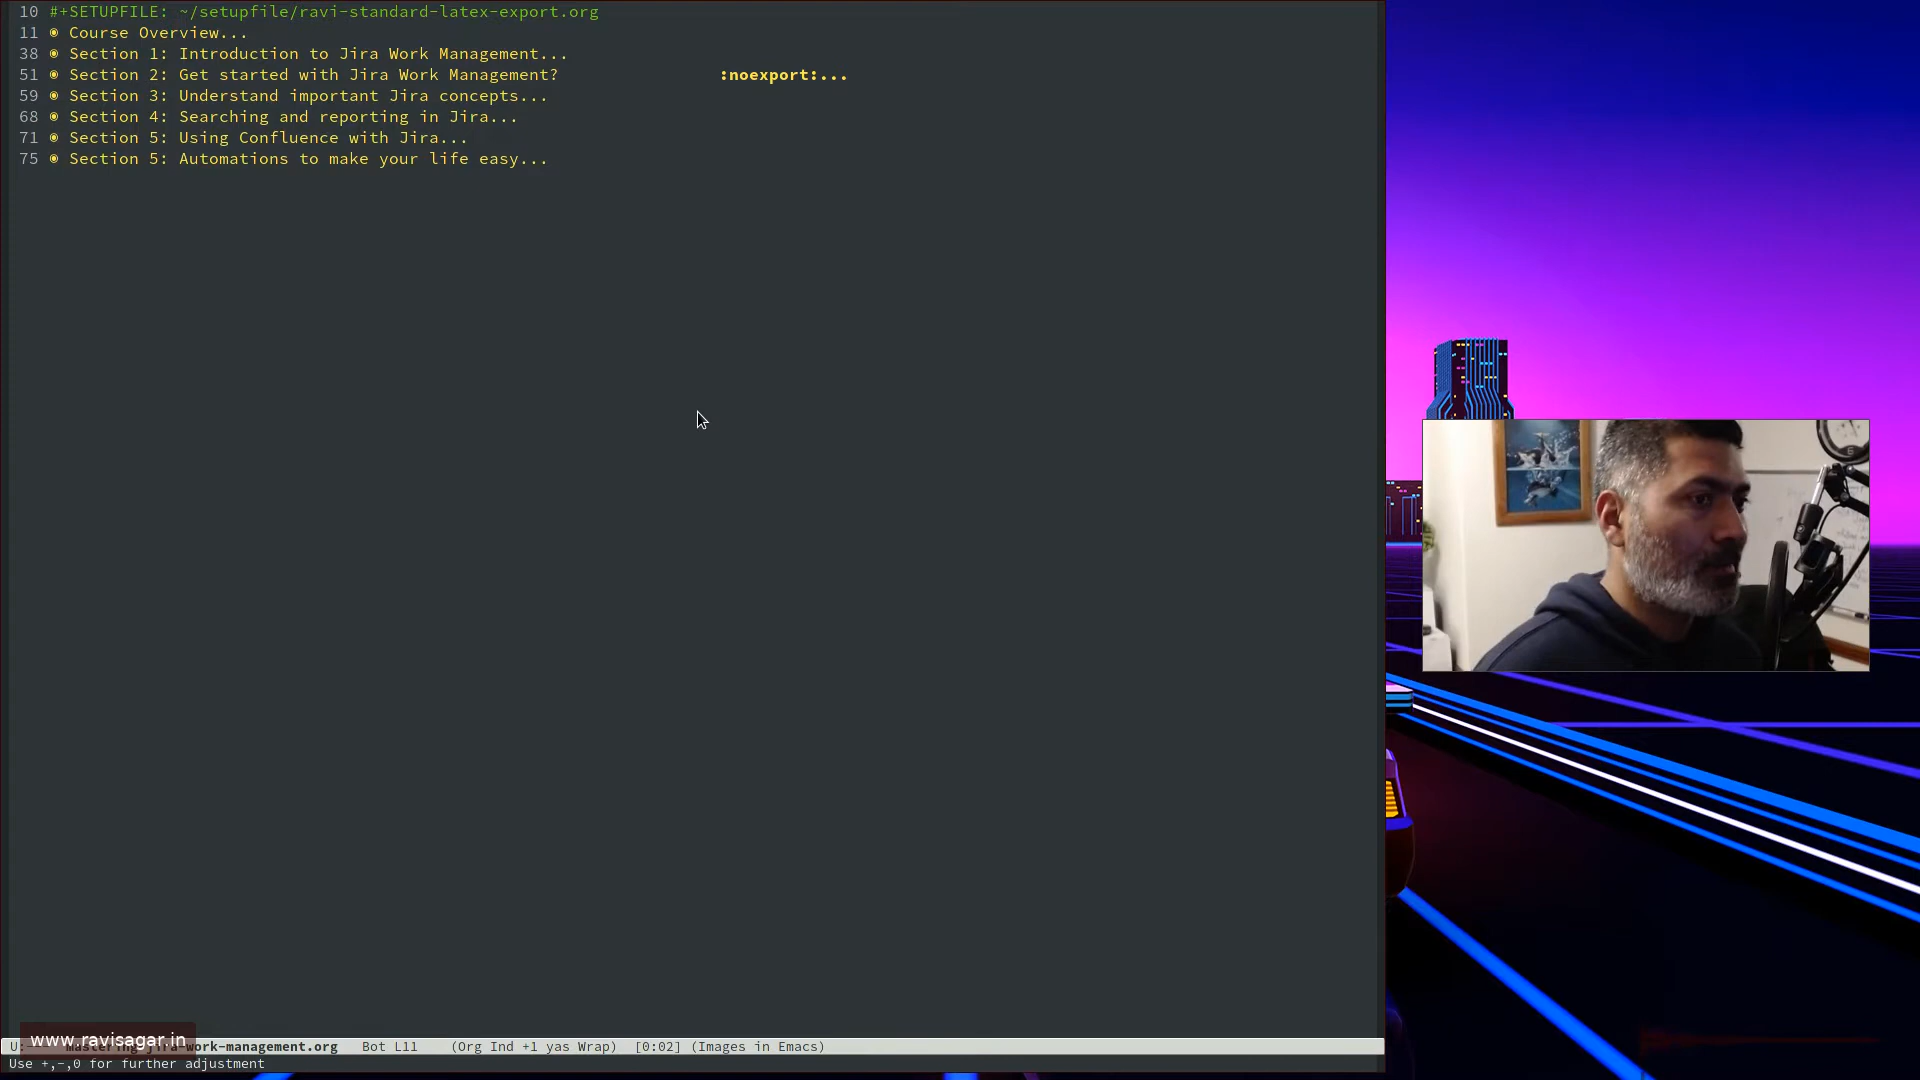 10 #+SETUPFILE: ~/setupfile/ravi-standard-latex-export.org
11 ◉ Course Overview...
38 ◉ Section 1: Introduction to Jira Work Management...
51 ◉ Section 2: Get started with Jira Work Management? :noexport:...
59 ◉ Section 3: Understand important Jira concepts...
68 ◉ Section 4: Searching and reporting in Jira...
71 ◉ Section 5: Using Confluence with Jira...
75 ◉ Section 5: Automations to make your life easy...
www.ravisagar.in
U: mastering-jira-work-management.org Bot L11 (Org Ind +1 yas Wrap) [0:02] (Images in Emacs)
Use +,-,0 for further adjustment